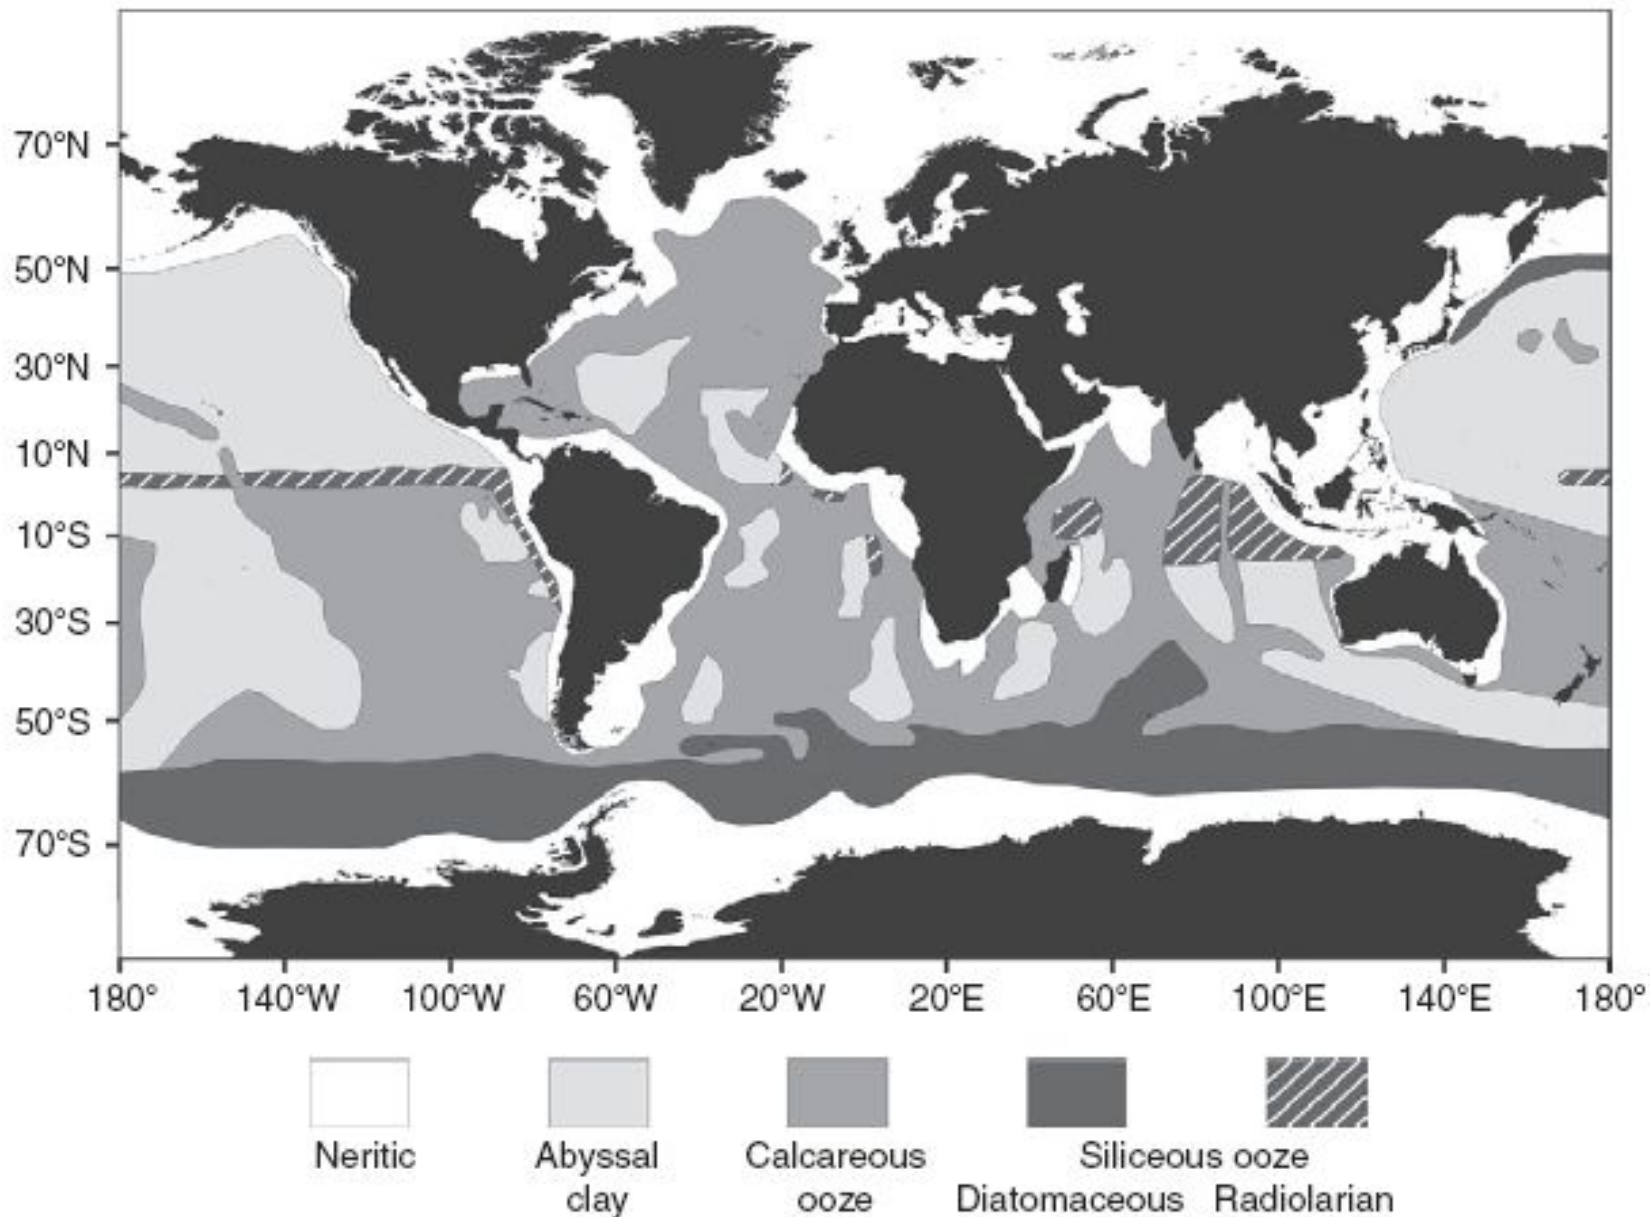 70°N
50°N
30°N
10°N
10°S
30°S
50°S
70°S
180° 140°W 100°W 60°W 20°W 20°E 60°E 100°E 140°E 180°
Neritic Abyssal Calcareous Siliceous ooze
clay ooze Diatomaceous Radiolarian